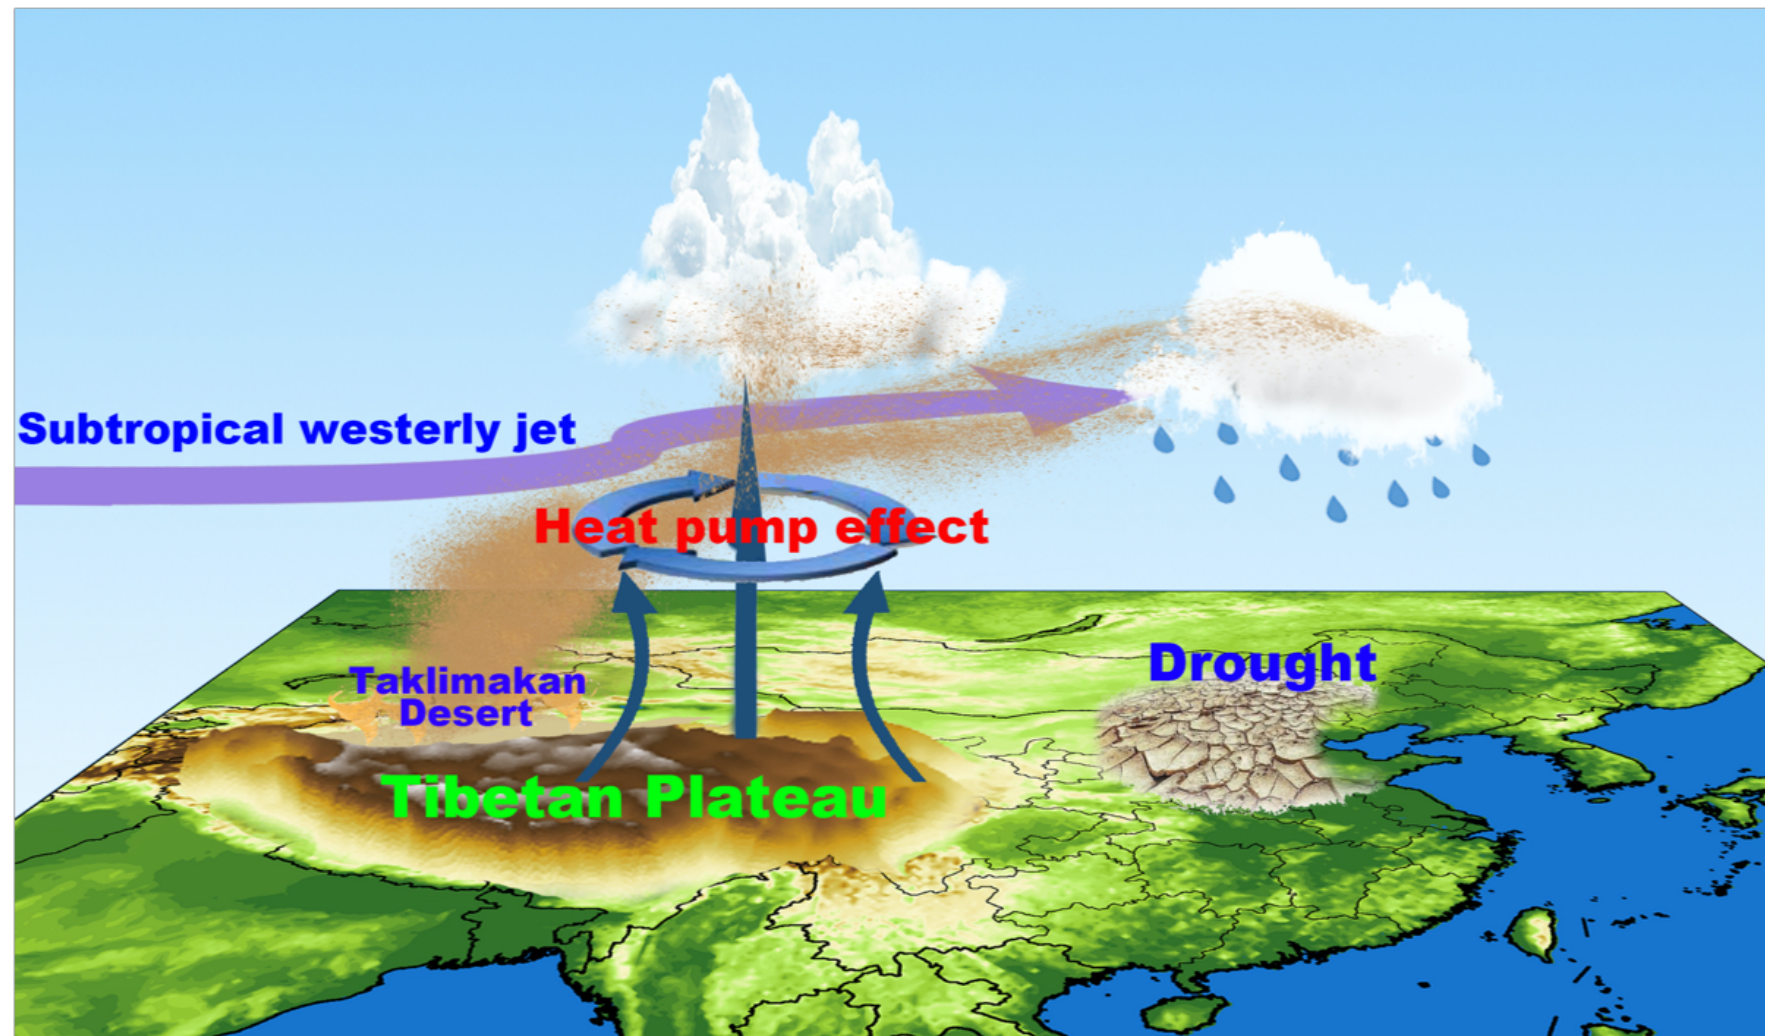 Subtropical westerly jet
Heat pump effect
Taklimakan
Desert
Drought
Tibetan Plateau